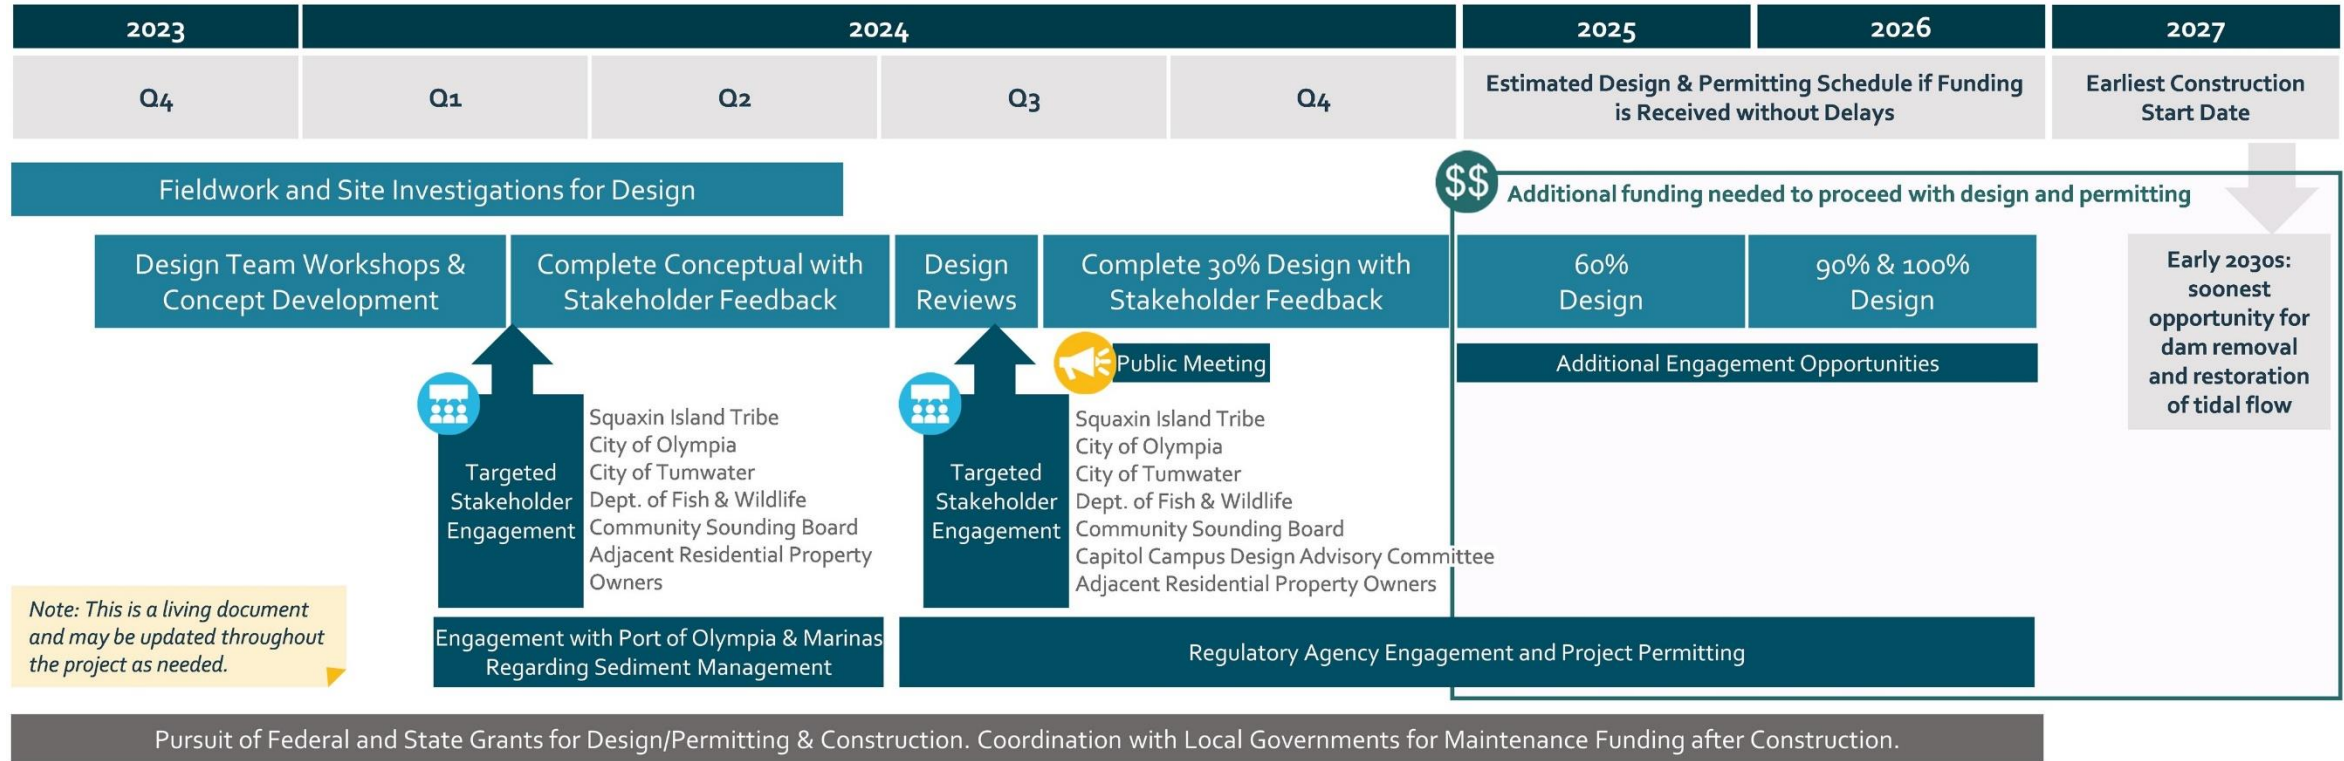 2023
2024
2025
2026
2027
Q4
Q1
Q2
Q3
Q4
Estimated Design & Permitting Schedule if Funding
is Received without Delays
Earliest Construction
Start Date
Fieldwork and Site Investigations for Design
$$
Additional funding needed to proceed with design and permitting
Design Team Workshops &
Concept Development
Complete Conceptual with
Stakeholder Feedback
Design
Reviews
Complete 30% Design with
Stakeholder Feedback
60%
Design
90% & 100%
Design
Early 2030s:
soonest
opportunity for
dam removal
and restoration
of tidal flow
Public Meeting
Additional Engagement Opportunities
Targeted
Stakeholder
Engagement
Squaxin Island Tribe
City of Olympia
City of Tumwater
Dept. of Fish & Wildlife
Community Sounding Board
Adjacent Residential Property
Owners
Targeted
Stakeholder
Engagement
Squaxin Island Tribe
City of Olympia
City of Tumwater
Dept. of Fish & Wildlife
Community Sounding Board
Capitol Campus Design Advisory Committee
Adjacent Residential Property Owners
Note: This is a living document
and may be updated throughout
the project as needed.
Engagement with Port of Olympia & Marinas
Regarding Sediment Management
Regulatory Agency Engagement and Project Permitting
Pursuit of Federal and State Grants for Design/Permitting & Construction. Coordination with Local Governments for Maintenance Funding after Construction.